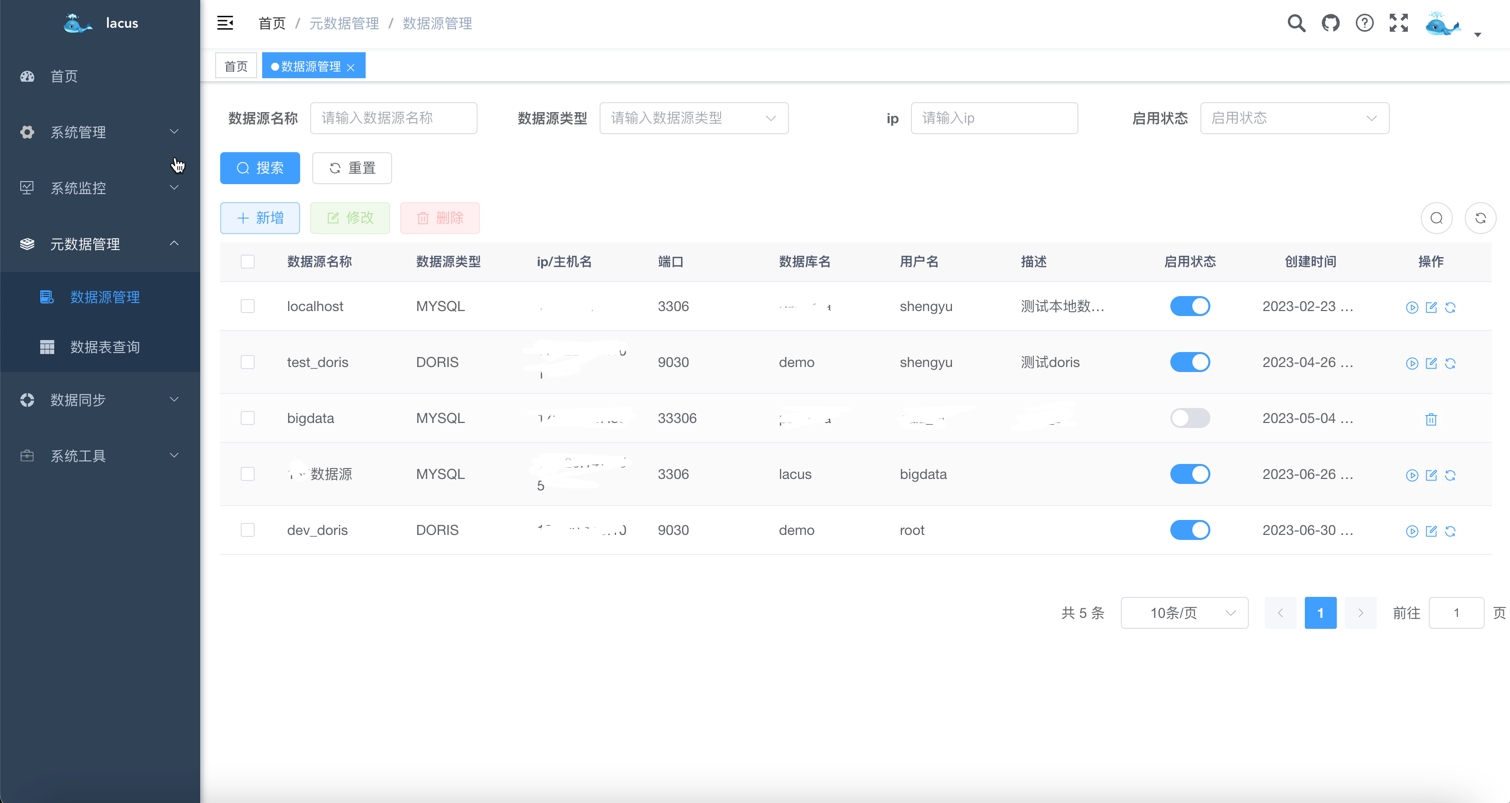 lacus
首页 / 元数据管理 / 数据源管理
首页
数据源管理
首页
系统管理
系统监控
元数据管理
数据源管理
数据表查询
数据同步
系统工具
数据源名称 请输入数据源名称 数据源类型 请输入数据源类型 ip 请输入ip 启用状态 启用状态
搜索 重置
新增 修改 删除
数据源名称 数据源类型 ip/主机名 端口 数据库名 用户名 描述 启用状态 创建时间 操作
localhost MYSQL 3306 shengyu 测试本地数... 2023-02-23 ...
test_doris DORIS 9030 demo shengyu 测试doris 2023-04-26 ...
bigdata MYSQL 33306 2023-05-04 ...
数据源 MYSQL 5 3306 lacus bigdata 2023-06-26 ...
dev_doris DORIS 9030 demo root 2023-06-30 ...
共 5 条 10条/页 1 前往 1 页